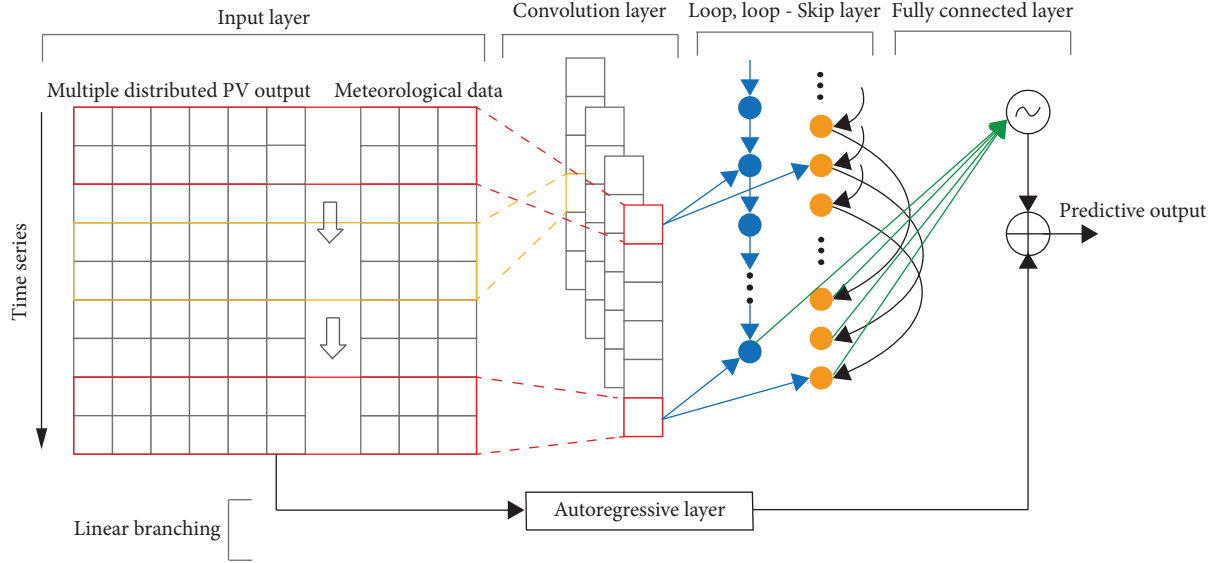 Input layer
Convolution layer
Loop, loop - Skip layer
Fully connected layer
Multiple distributed PV output
Meteorological data
Time series
Predictive output
Autoregressive layer
Linear branching